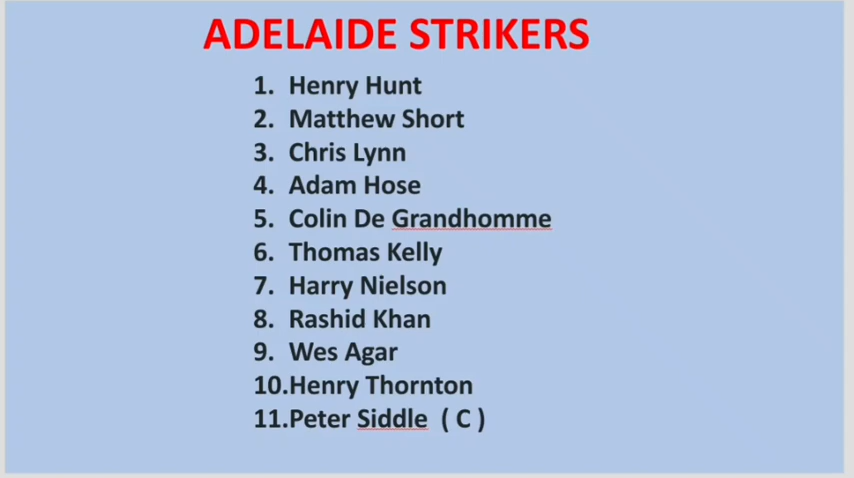 ADELAIDE STRIKERS
1. Henry Hunt
2. Matthew Short
3. Chris Lynn
4. Adam Hose
5. Colin De Grandhomme
6. Thomas Kelly
7. Harry Nielson
8. Rashid Khan
9. Wes Agar
10.Henry Thornton
11.Peter Siddle ( C )